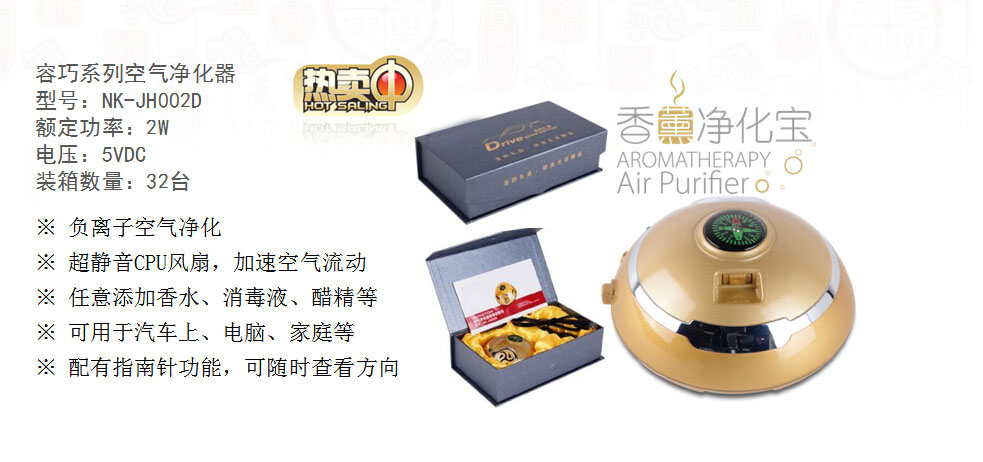 容巧系列空气净化器
型号：NK-JH002D
额定功率：2W
电压：5VDC
装箱数量：32台
※ 负离子空气净化
※ 超静音CPU风扇，加速空气流动
※ 任意添加香水、消毒液、醋精等
※ 可用于汽车上、电脑、家庭等
※ 配有指南针功能，可随时查看方向
热卖中
HOT SALING
Drive
香薰净化宝
AROMATHERAPY
Air Purifier